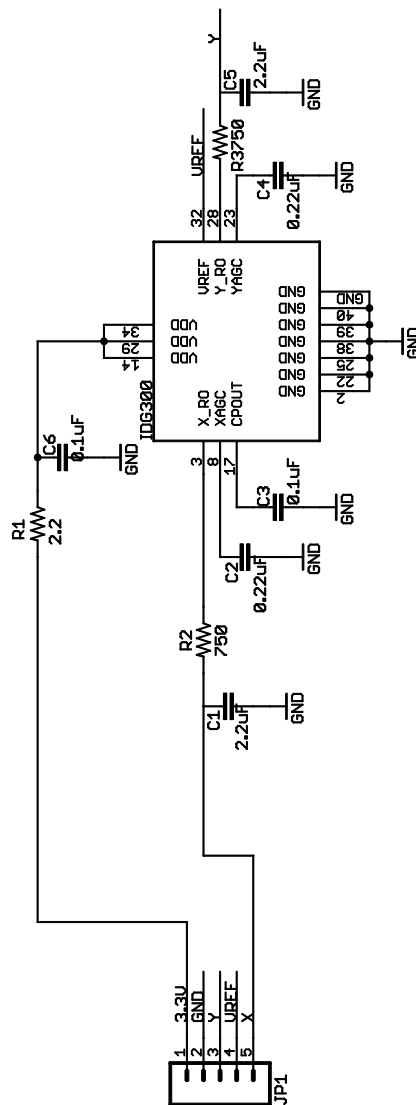 Y
C5
2.2uF
GND
R3
750
VREF
C4
0.22uF
GND
32
28
23
VREF
Y_RO
YAGC
34
29
14
VDD
VDD
VDD
GND
GND
GND
GND
GND
GND
GND
GND
40
39
38
25
22
2
GND
IDG300
X_RO
XAGC
CPOUT
3
8
17
C6
0.1uF
GND
R1
2.2
C3
0.1uF
GND
C2
0.22uF
GND
R2
750
C1
2.2uF
GND
3.3V
GND
Y
VREF
X
1
2
3
4
5
JP1